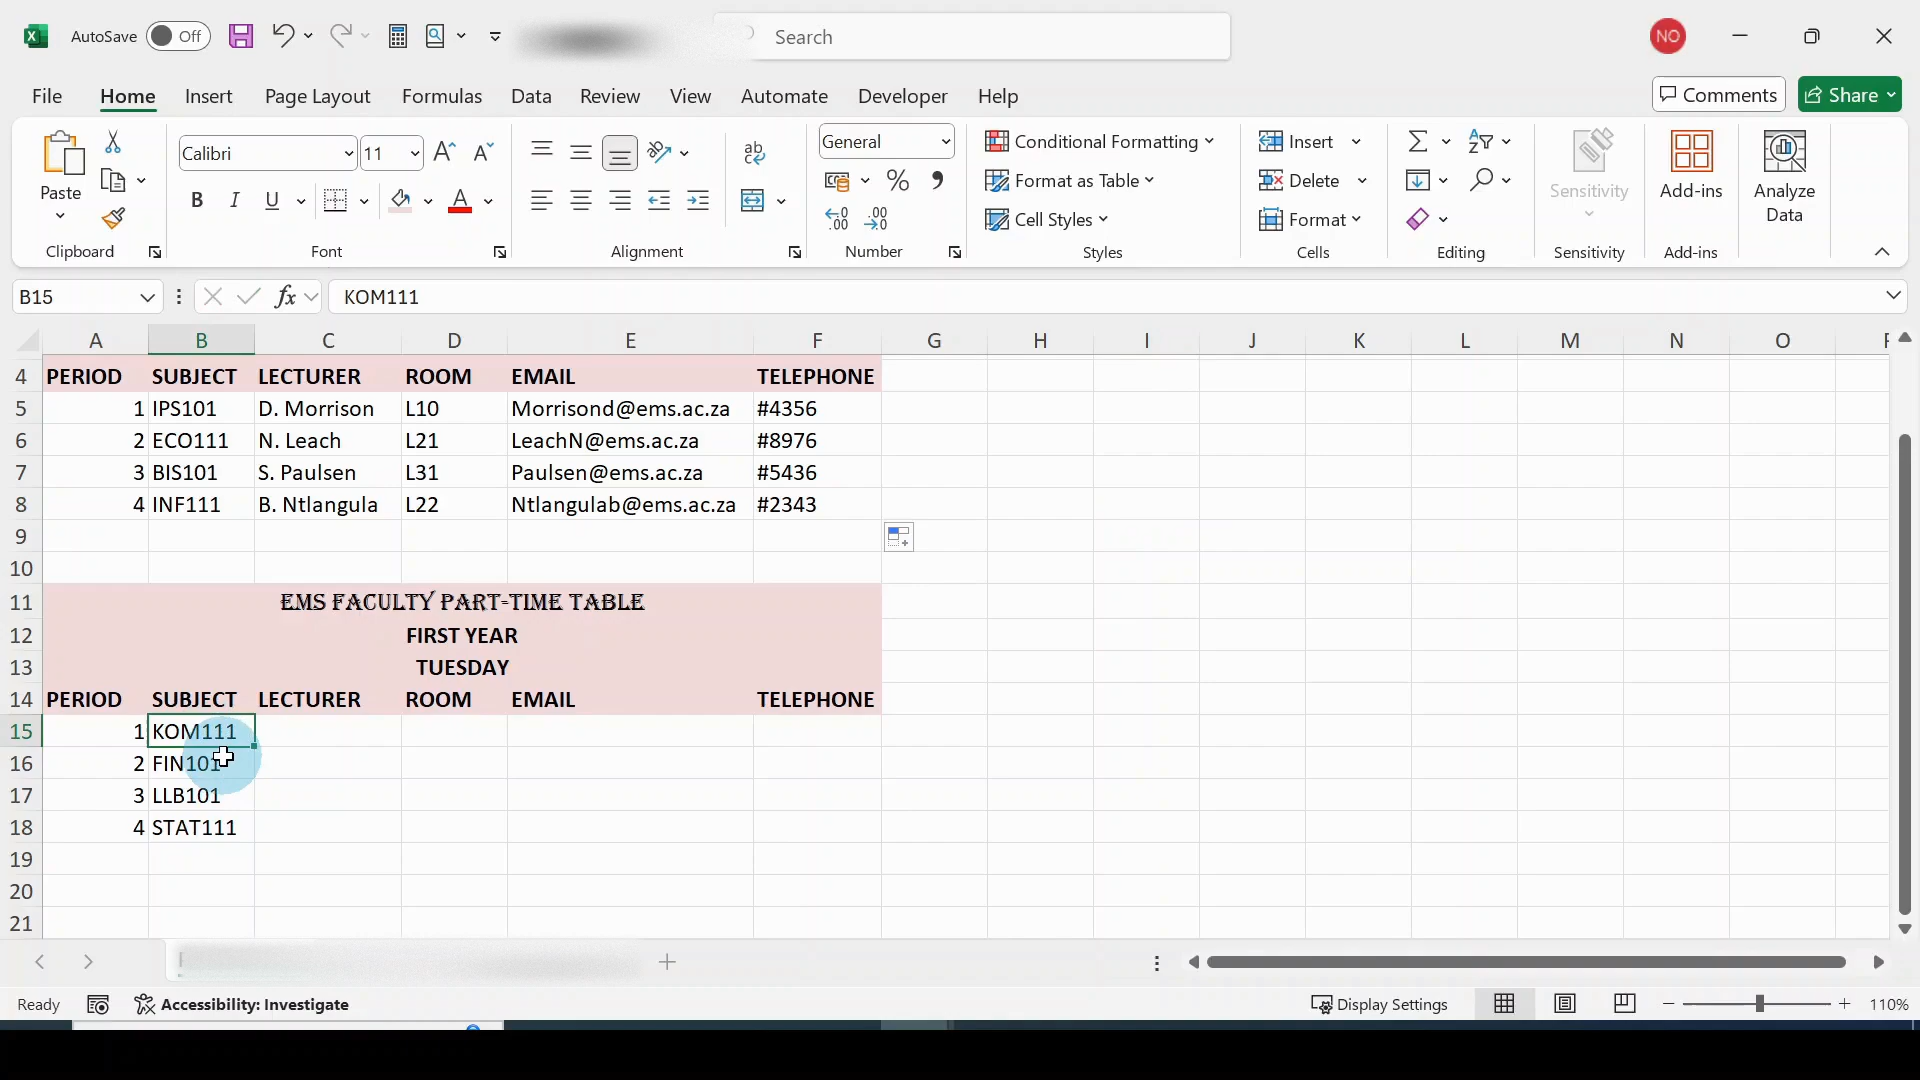 AutoSave Off Search NO
File Home Insert Page Layout Formulas Data Review View Automate Developer Help Comments Share
Paste Calibri 11 General Conditional Formatting Insert Sensitivity Add-ins Analyze Data
B I U A ab Format as Table Delete
Cell Styles Format
Clipboard Font Alignment Number Styles Cells Editing Sensitivity Add-ins
B15 fx KOM111
A B C D E F G H I J K L M N O
4 PERIOD SUBJECT LECTURER ROOM EMAIL TELEPHONE
5 1 IPS101 D. Morrison L10 Morrisond@ems.ac.za #4356
6 2 ECO111 N. Leach L21 LeachN@ems.ac.za #8976
7 3 BIS101 S. Paulsen L31 Paulsen@ems.ac.za #5436
8 4 INF111 B. Ntlangula L22 Ntlangulab@ems.ac.za #2343
9
10
11 EMS FACULTY PART-TIME TABLE
12 FIRST YEAR
13 TUESDAY
14 PERIOD SUBJECT LECTURER ROOM EMAIL TELEPHONE
15 1 KOM111
16 2 FIN101
17 3 LLB101
18 4 STAT111
19
20
21
Ready Accessibility: Investigate Display Settings 110%